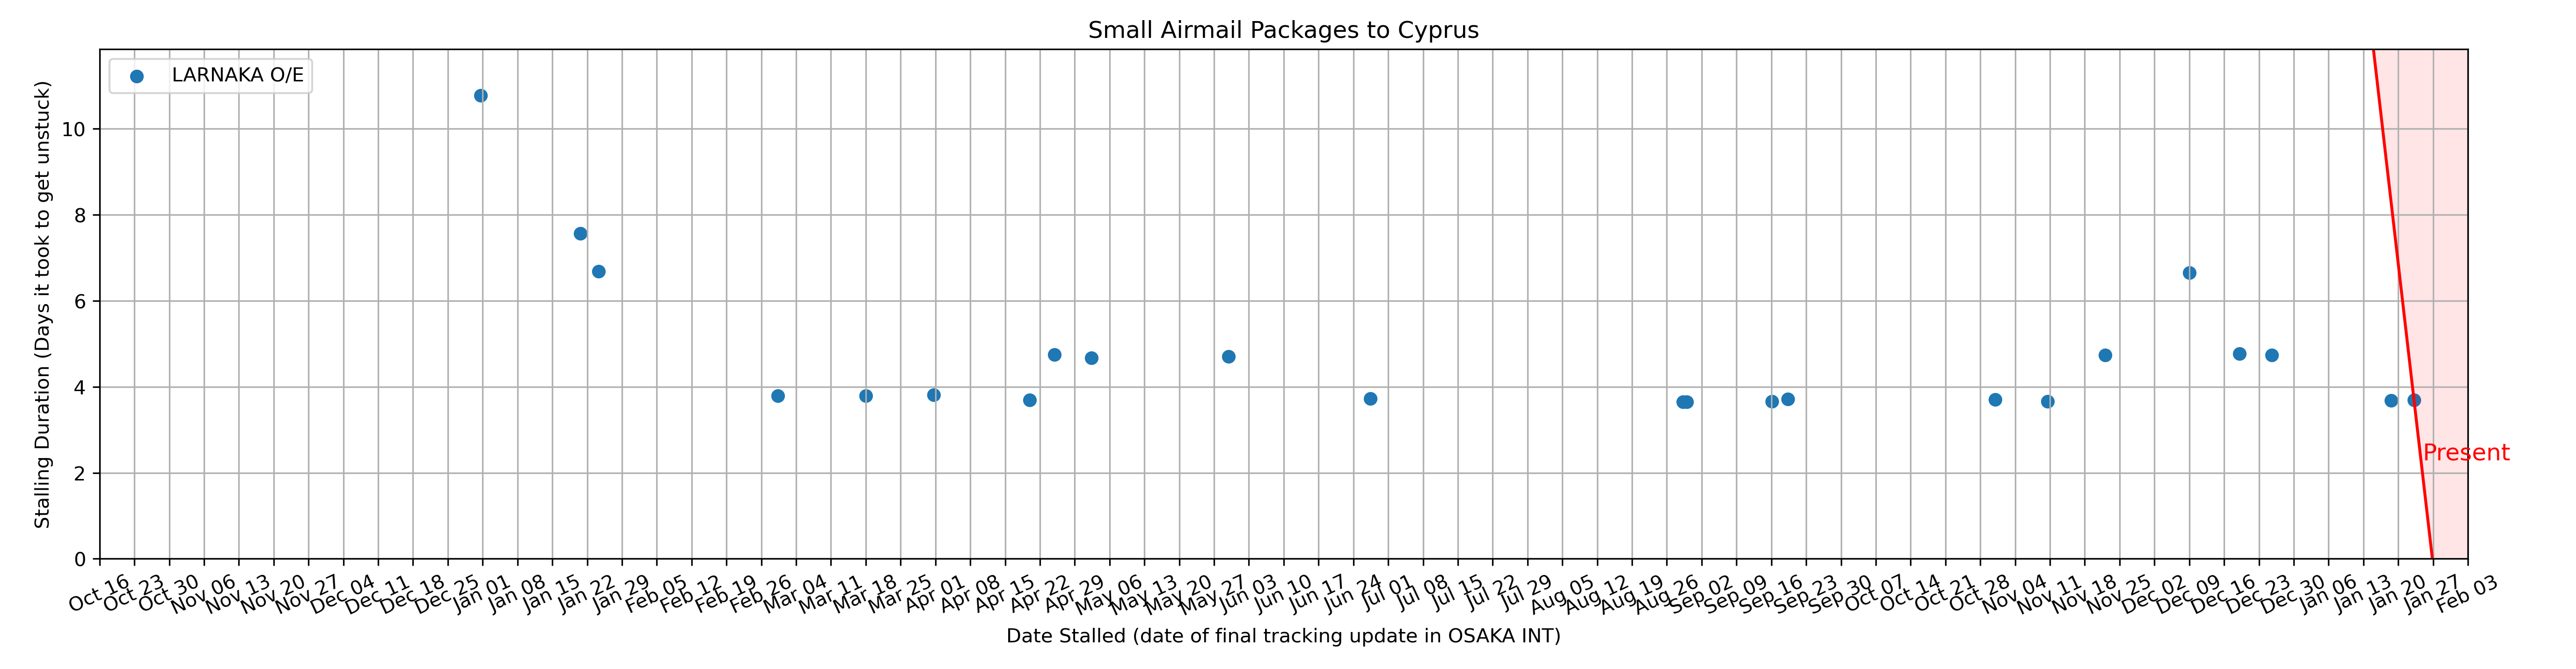 Small Airmail Packages to Cyprus
LARNAKA O/E
Stalling Duration (Days it took to get unstuck)
10
8
6
4
2
0
Present
Oct 16 Oct 23 Oct 30 Nov 06 Nov 13 Nov 20 Nov 27 Dec 04 Dec 11 Dec 18 Dec 25 Jan 01 Jan 08 Jan 15 Jan 22 Jan 29 Feb 05 Feb 12 Feb 19 Feb 26 Mar 04 Mar 11 Mar 18 Mar 25 Apr 01 Apr 08 Apr 15 Apr 22 Apr 29 May 06 May 13 May 20 May 27 Jun 03 Jun 10 Jun 17 Jun 24 Jul 01 Jul 08 Jul 15 Jul 22 Jul 29 Aug 05 Aug 12 Aug 19 Aug 26 Sep 02 Sep 09 Sep 16 Sep 23 Sep 30 Oct 07 Oct 14 Oct 21 Oct 28 Nov 04 Nov 11 Nov 18 Nov 25 Dec 02 Dec 09 Dec 16 Dec 23 Dec 30 Jan 06 Jan 13 Jan 20 Jan 27 Feb 03
Date Stalled (date of final tracking update in OSAKA INT)